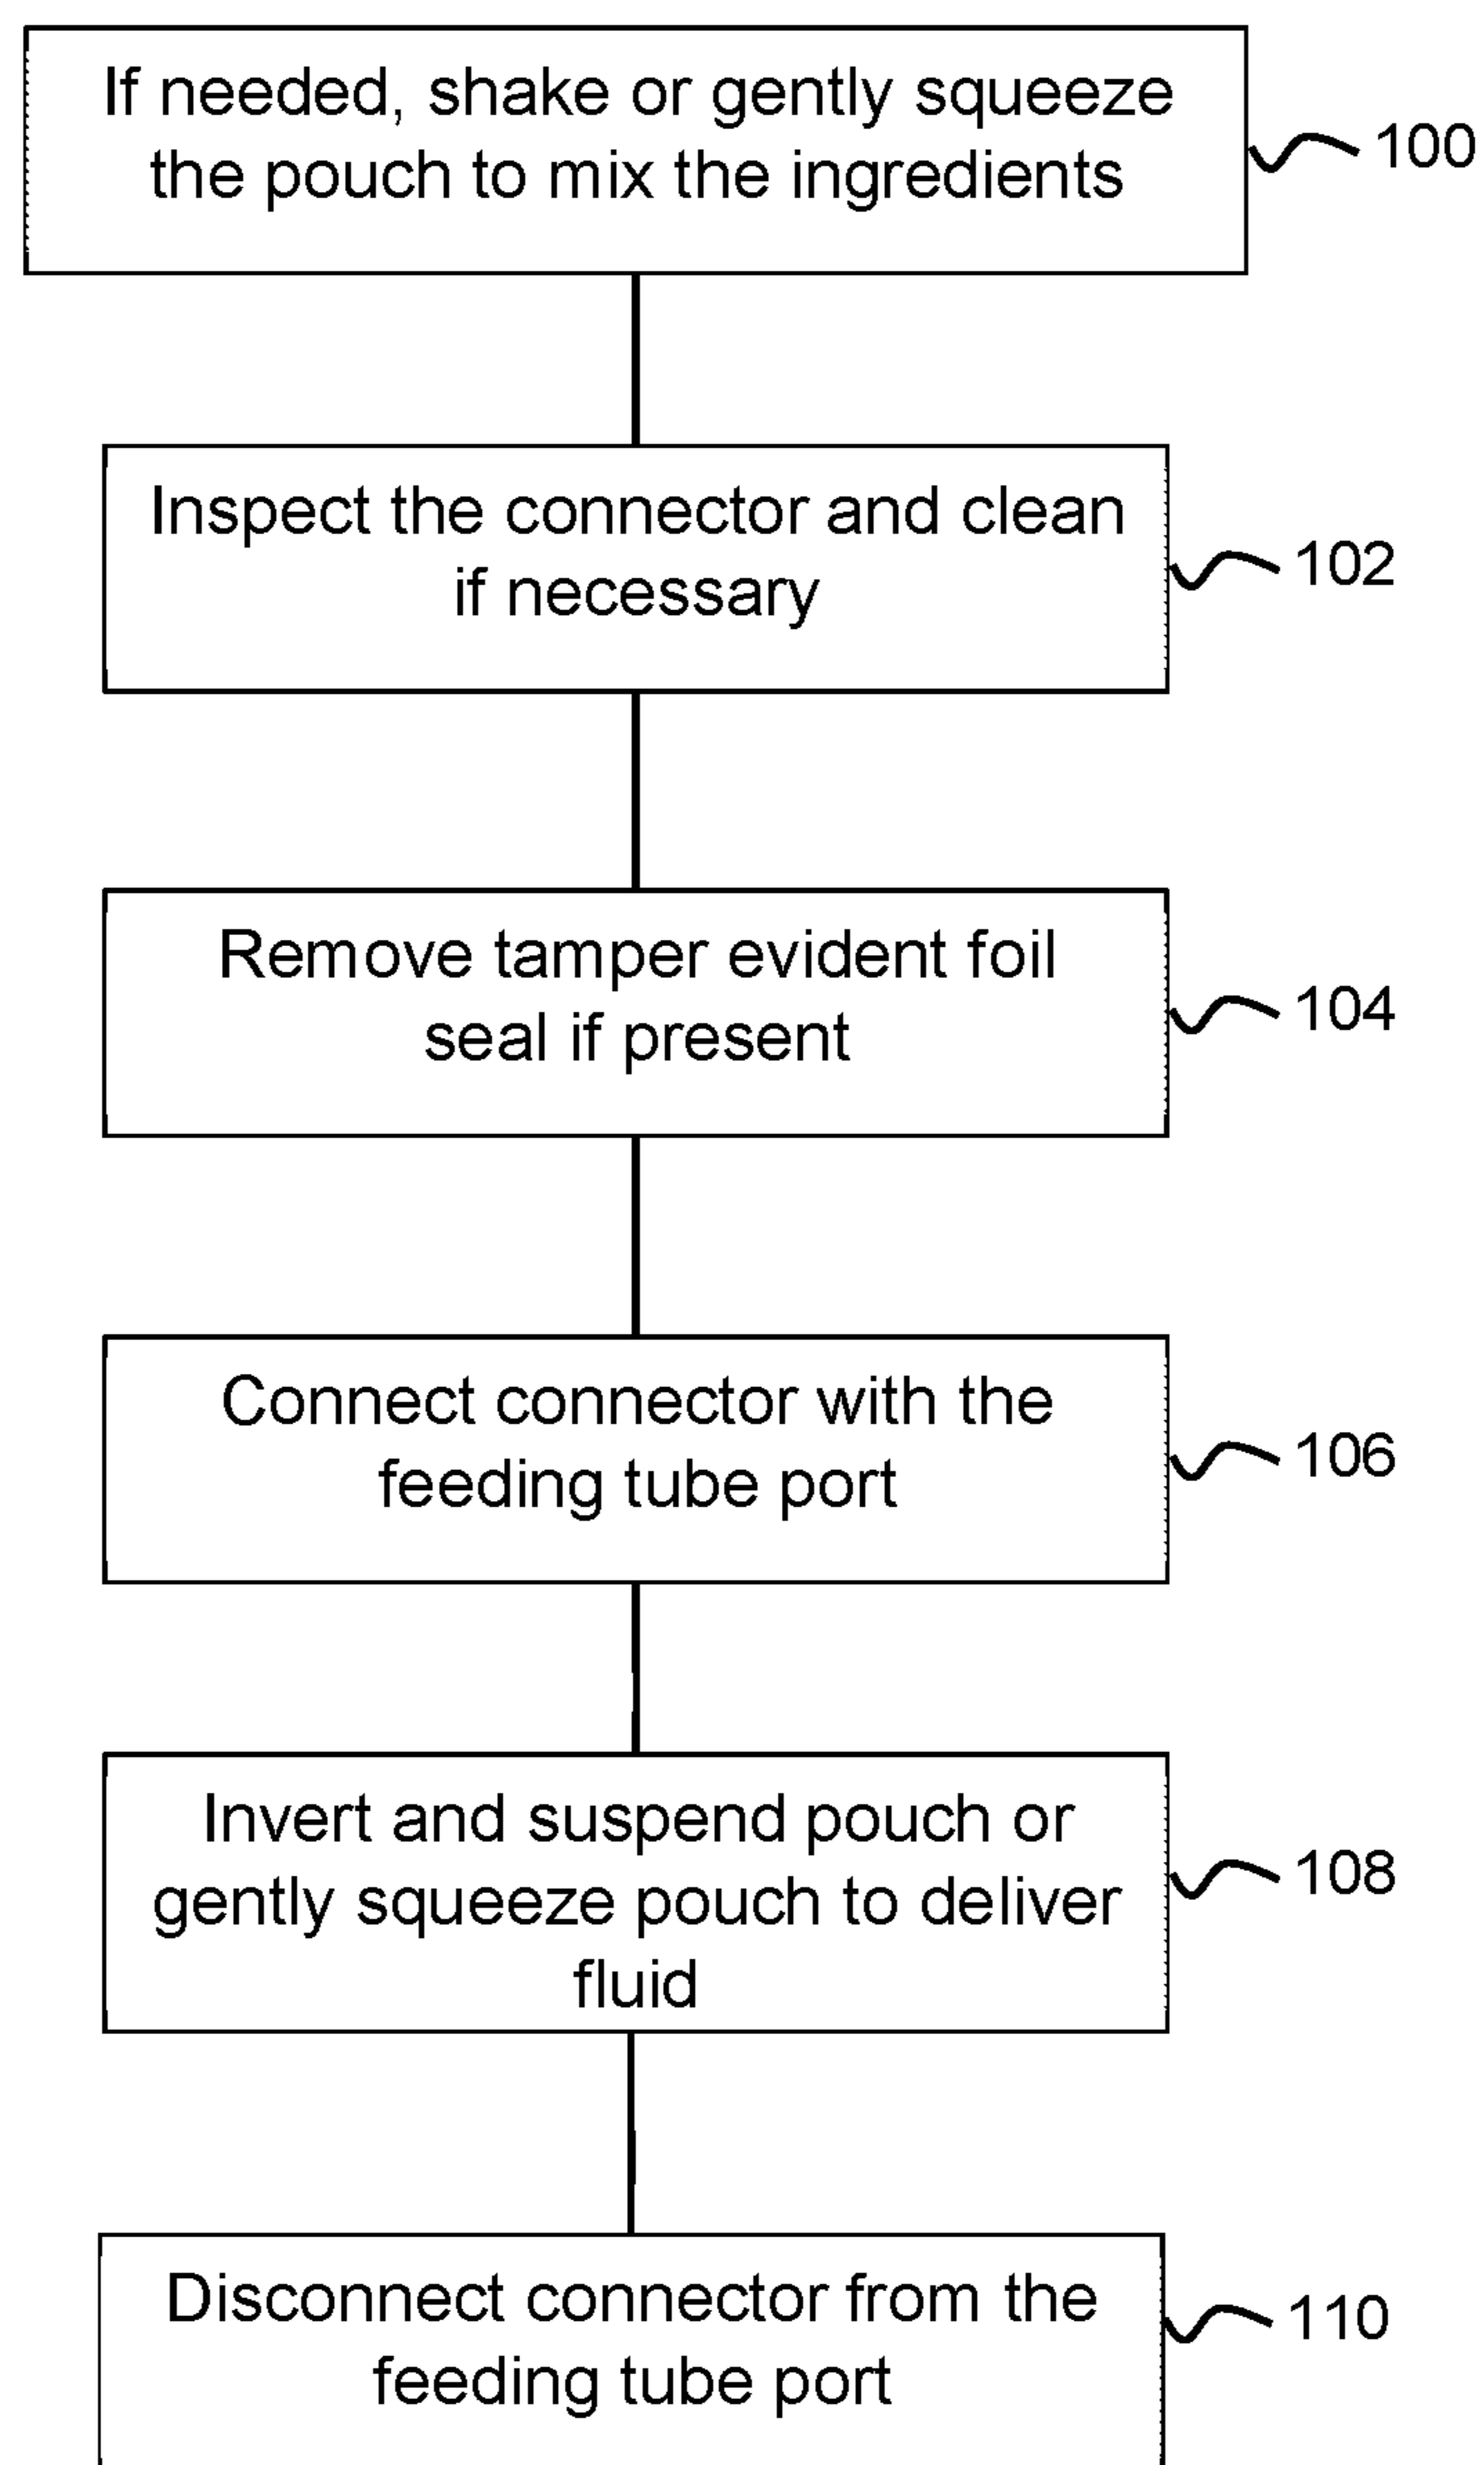 If needed, shake or gently squeeze
the pouch to mix the ingredients
100
Inspect the connector and clean
if necessary
102
Remove tamper evident foil
seal if present
104
Connect connector with the
feeding tube port
106
Invert and suspend pouch or
gently squeeze pouch to deliver
fluid
108
Disconnect connector from the
feeding tube port
110